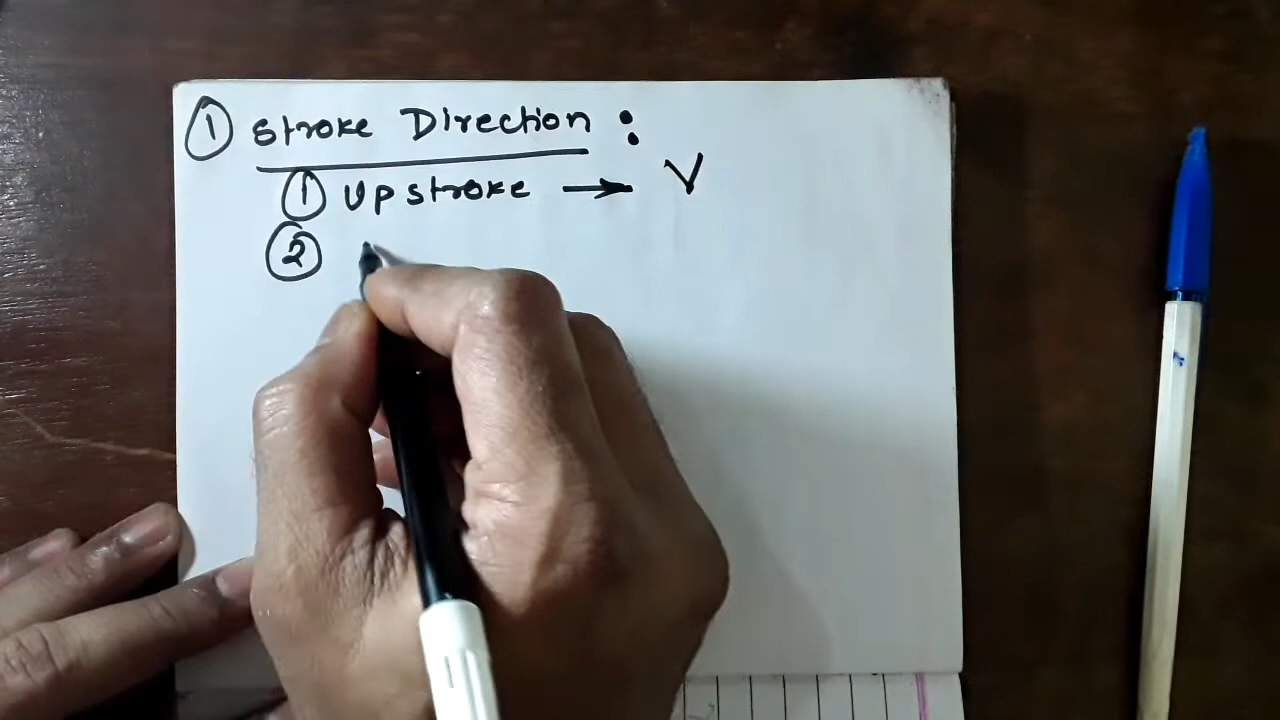 ① Stroke Direction :
① Upstroke → V
②